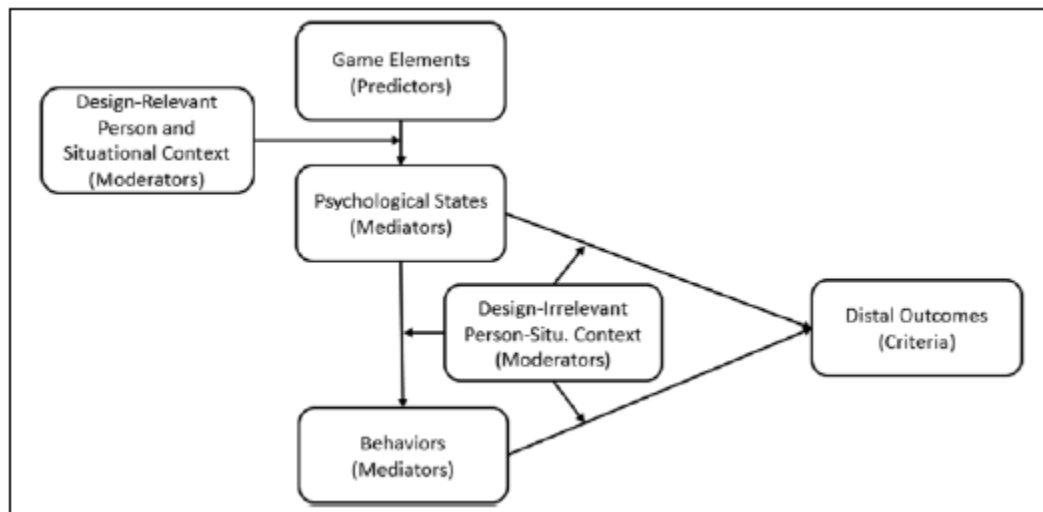 Game Elements
(Predictors)
Design-Relevant
Person and
Situational Context
(Moderators)
Psychological States
(Mediators)
Design-Irrelevant
Person-Situ. Context
(Moderators)
Distal Outcomes
(Criteria)
Behaviors
(Mediators)